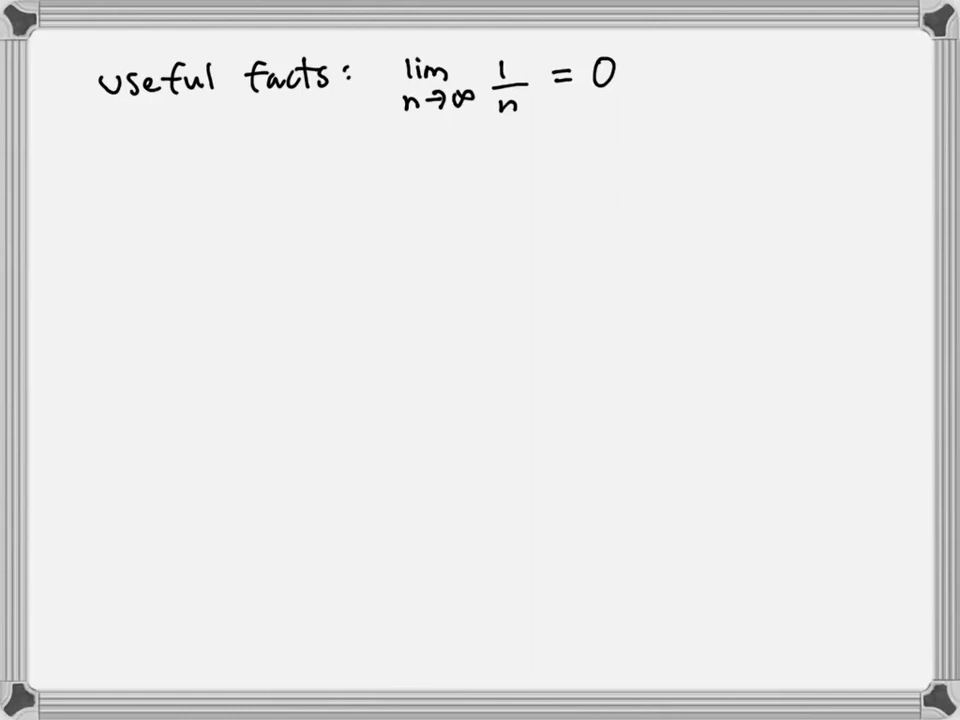 useful facts: lim n→∞ 1/n = 0